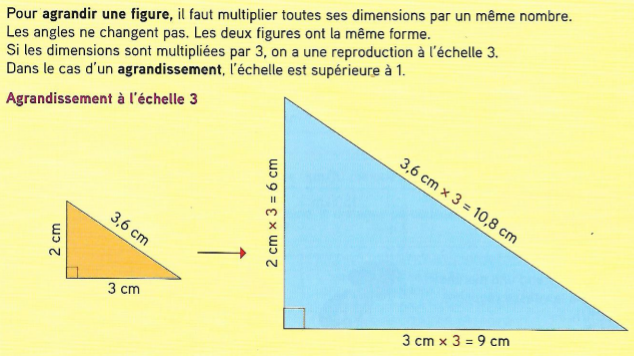 Pour agrandir une figure, il faut multiplier toutes ses dimensions par un même nombre.
Les angles ne changent pas. Les deux figures ont la même forme.
Si les dimensions sont multipliées par 3, on a une reproduction à l'échelle 3.
Dans le cas d'un agrandissement, l'échelle est supérieure à 1.
Agrandissement à l'échelle 3
2 cm
3,6 cm
3 cm
2 cm × 3 = 6 cm
3,6 cm × 3 = 10,8 cm
3 cm × 3 = 9 cm